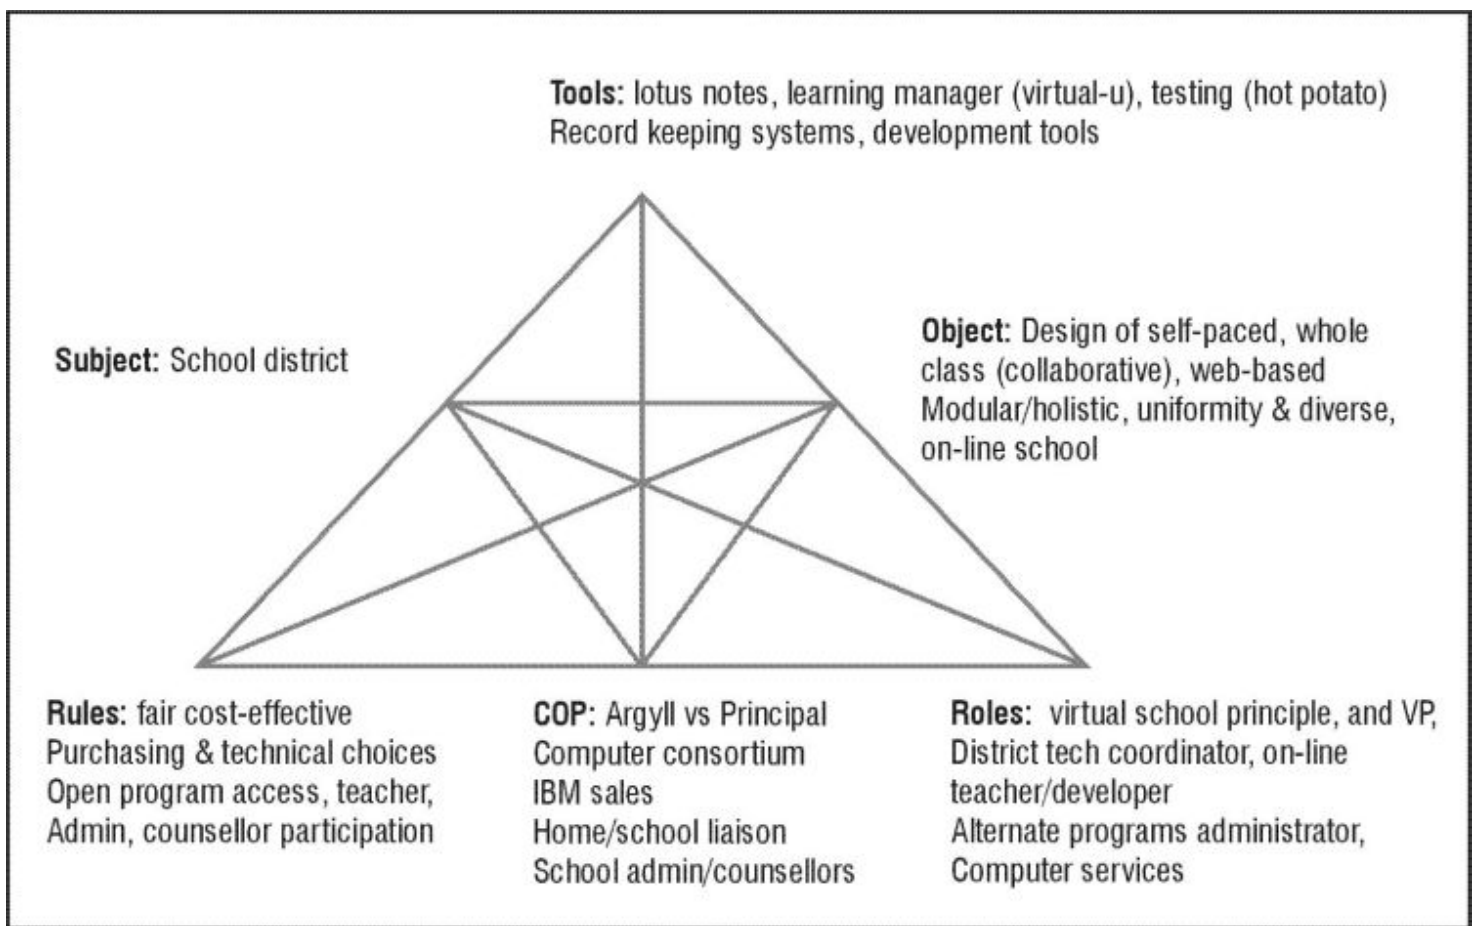 Tools: lotus notes, learning manager (virtual-u), testing (hot potato)
Record keeping systems, development tools
Subject: School district
Object: Design of self-paced, whole
class (collaborative), web-based
Modular/holistic, uniformity & diverse,
on-line school
Rules: fair cost-effective
Purchasing & technical choices
Open program access, teacher,
Admin, counsellor participation
COP: Argyll vs Principal
Computer consortium
IBM sales
Home/school liaison
School admin/counsellors
Roles: virtual school principle, and VP,
District tech coordinator, on-line
teacher/developer
Alternate programs administrator,
Computer services